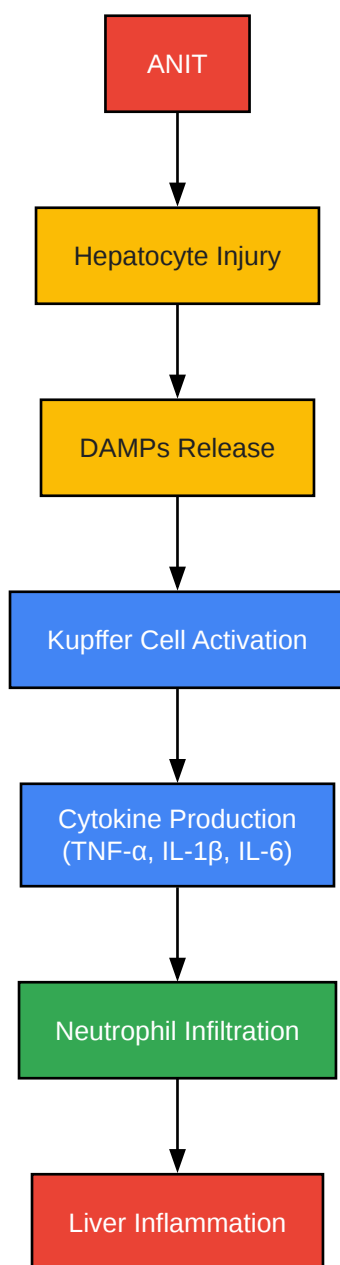 ANIT
Hepatocyte Injury
DAMPs Release
Kupffer Cell Activation
Cytokine Production
(TNF-α, IL-1β, IL-6)
Neutrophil Infiltration
Liver Inflammation